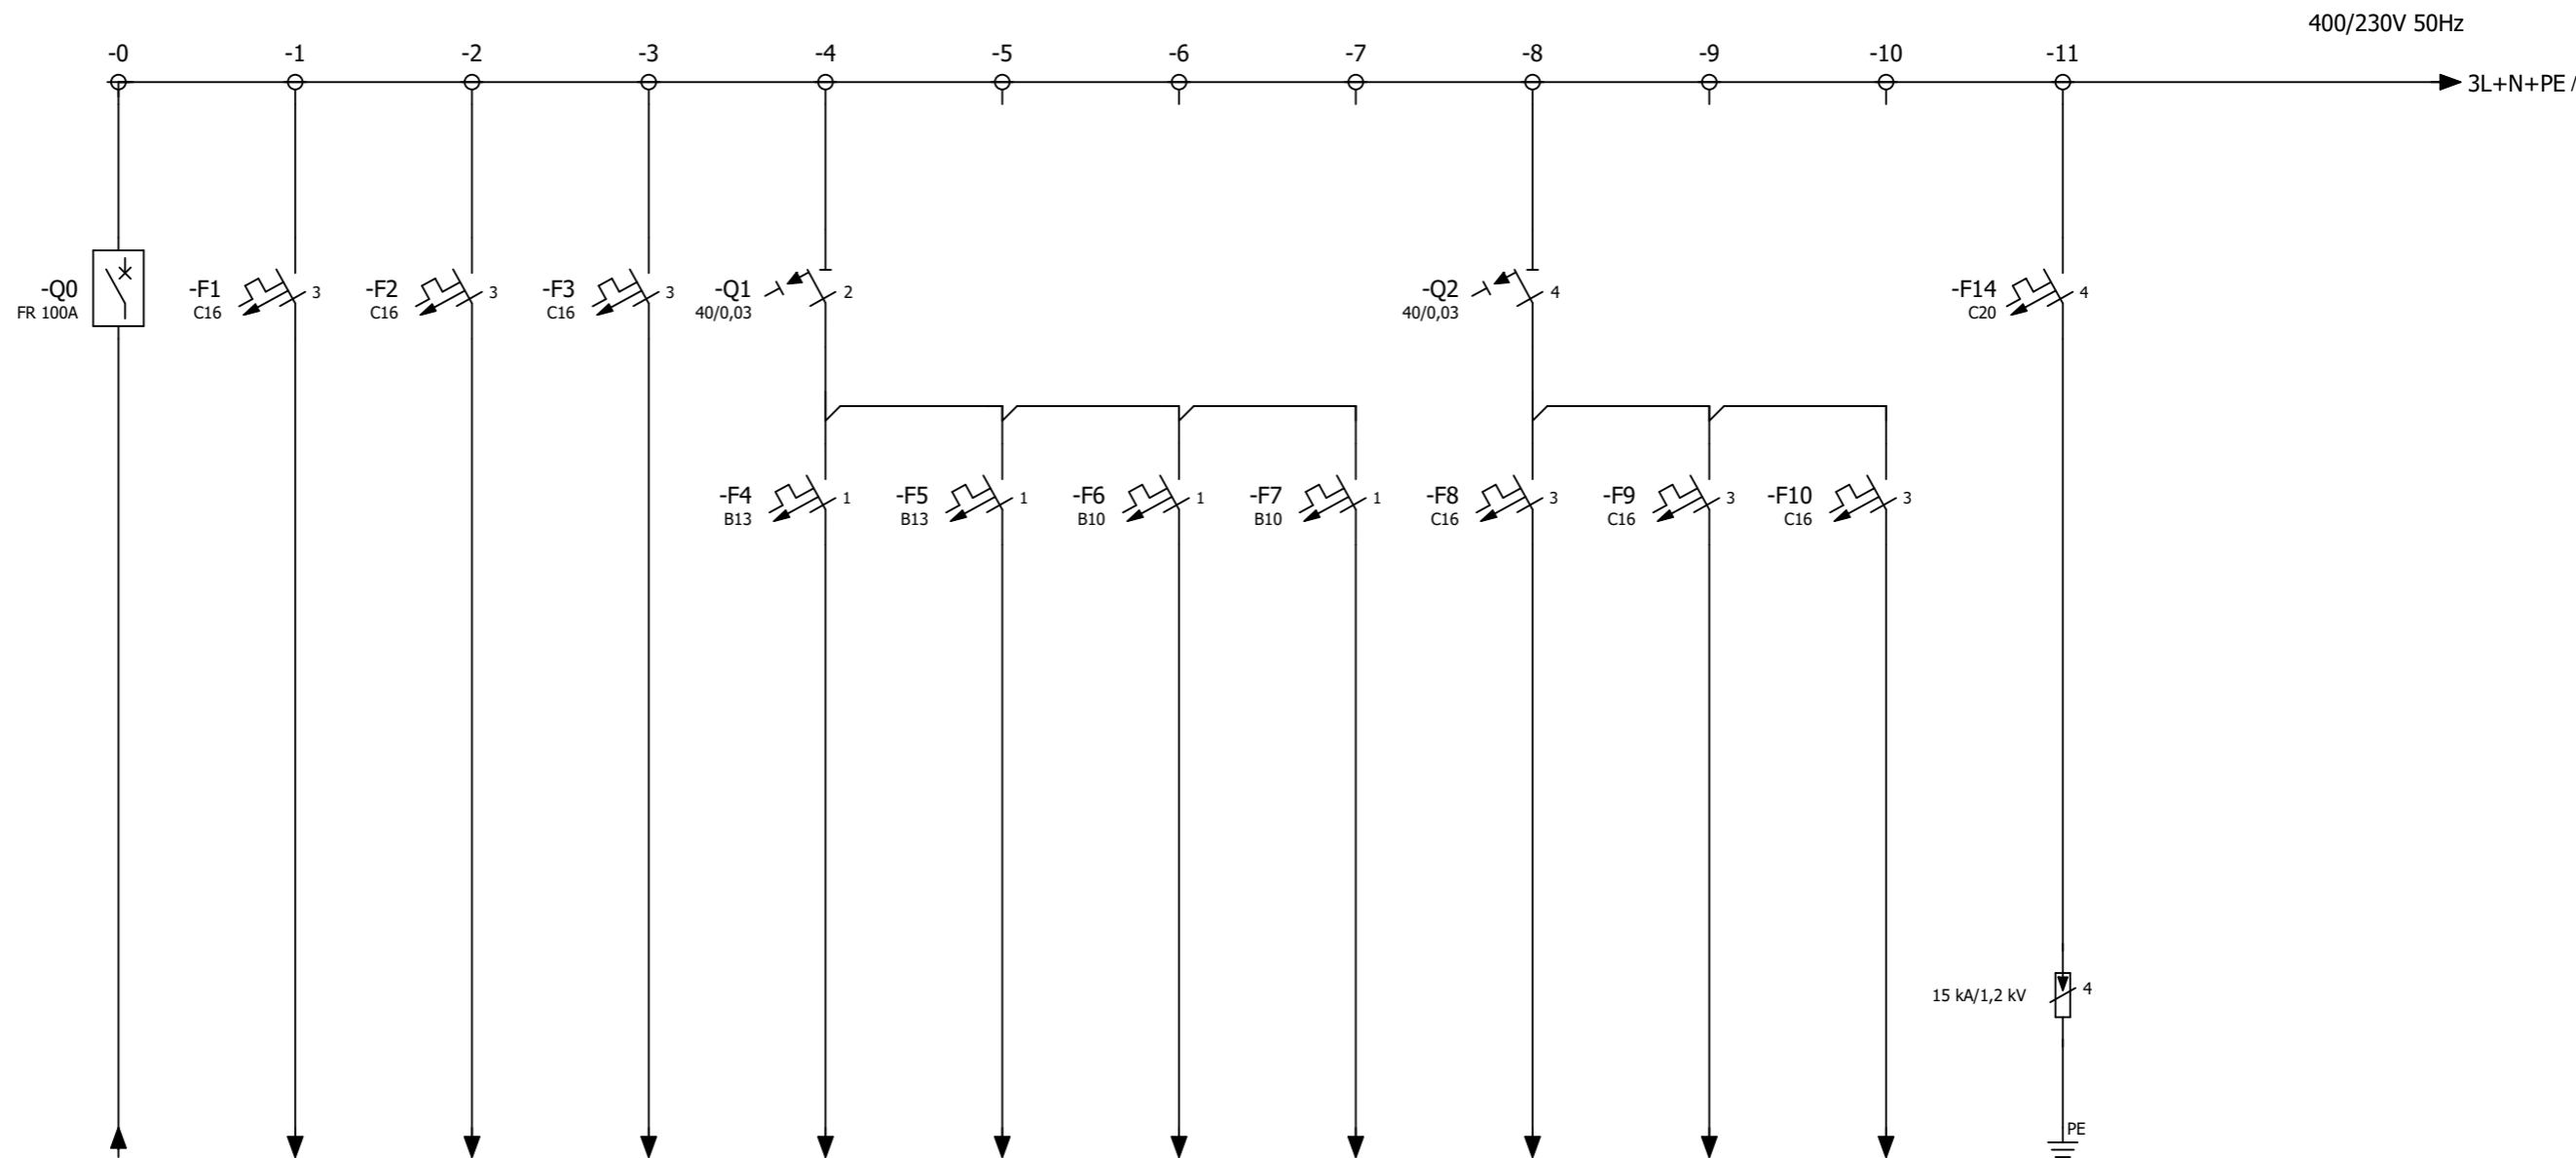 400/230V 50Hz
-0 -1 -2 -3 -4 -5 -6 -7 -8 -9 -10 -11
3L+N+PE /
-Q0
FR 100A
-F1
C16
3
-F2
C16
3
-F3
C16
3
-Q1
40/0,03
2
-Q2
40/0,03
4
-F14
C20
4
-F4
B13
1
-F5
B13
1
-F6
B10
1
-F7
B10
1
-F8
C16
3
-F9
C16
3
-F10
C16
3
15 kA/1,2 kV
4
PE